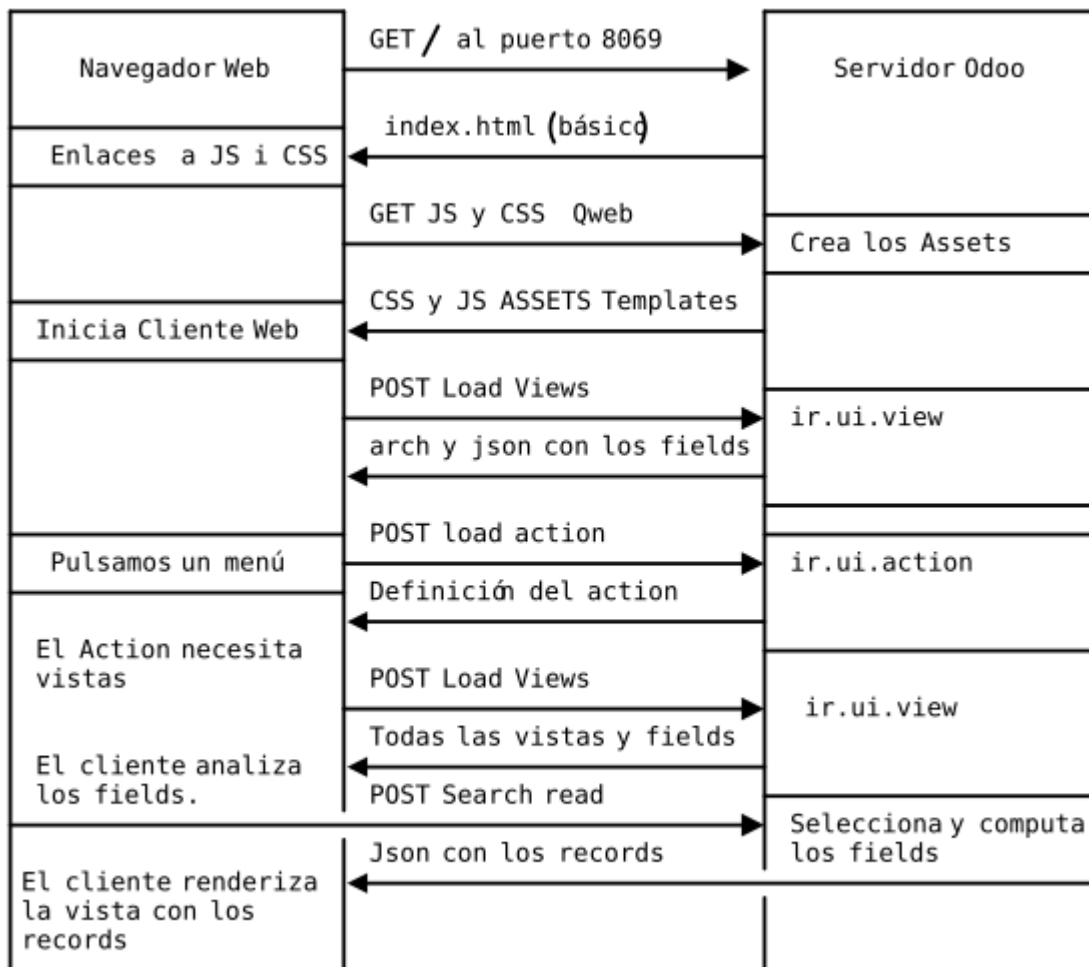 GET / al puerto 8069
Navegador Web
Servidor Odoo
index.html (básico)
Enlaces a JS i CSS
GET JS y CSS Qweb
Crea los Assets
CSS y JS ASSETS Templates
Inicia Cliente Web
POST Load Views
ir.ui.view
arch y json con los fields
POST load action
Pulsamos un menú
ir.ui.action
Definición del action
El Action necesita
vistas
POST Load Views
ir.ui.view
Todas las vistas y fields
El cliente analiza
los fields.
POST Search read
Selecciona y computa
los fields
Json con los records
El cliente renderiza
la vista con los
records